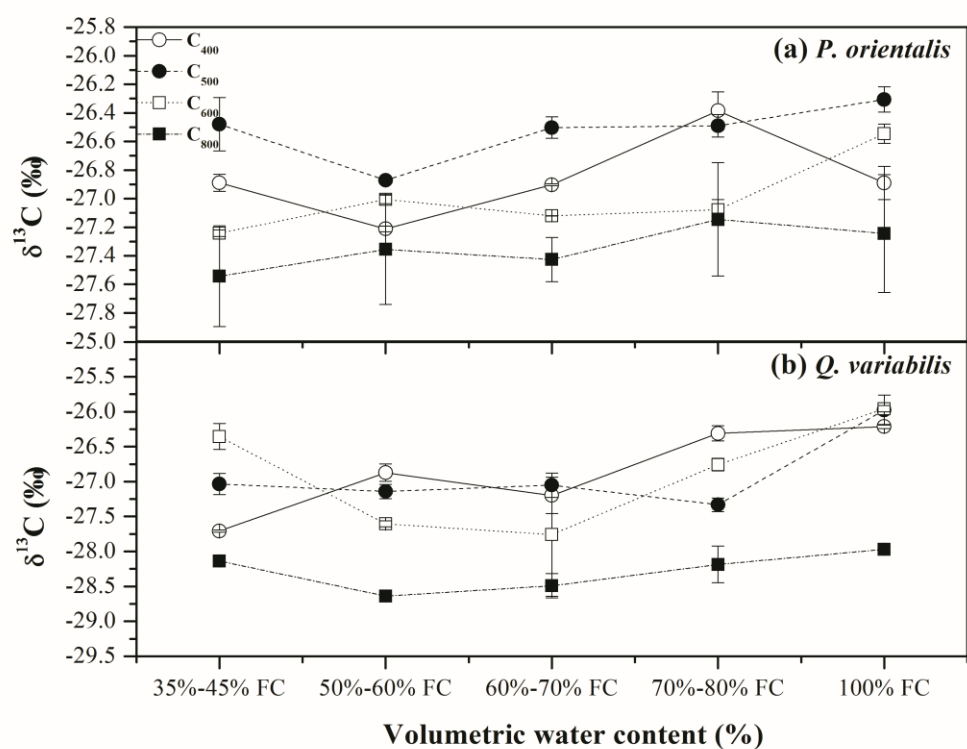 -25.8
-26.0
-26.2
-26.4
-26.6
-26.8
-27.0
-27.2
-27.4
-27.6
-27.8
-25.0
δ¹³C (‰)
C₄₀₀
C₅₀₀
C₆₀₀
C₈₀₀
(a) P. orientalis
-25.5
-26.0
-26.5
-27.0
-27.5
-28.0
-28.5
-29.0
-29.5
δ¹³C (‰)
(b) Q. variabilis
35%-45% FC 50%-60% FC 60%-70% FC 70%-80% FC 100% FC
Volumetric water content (%)